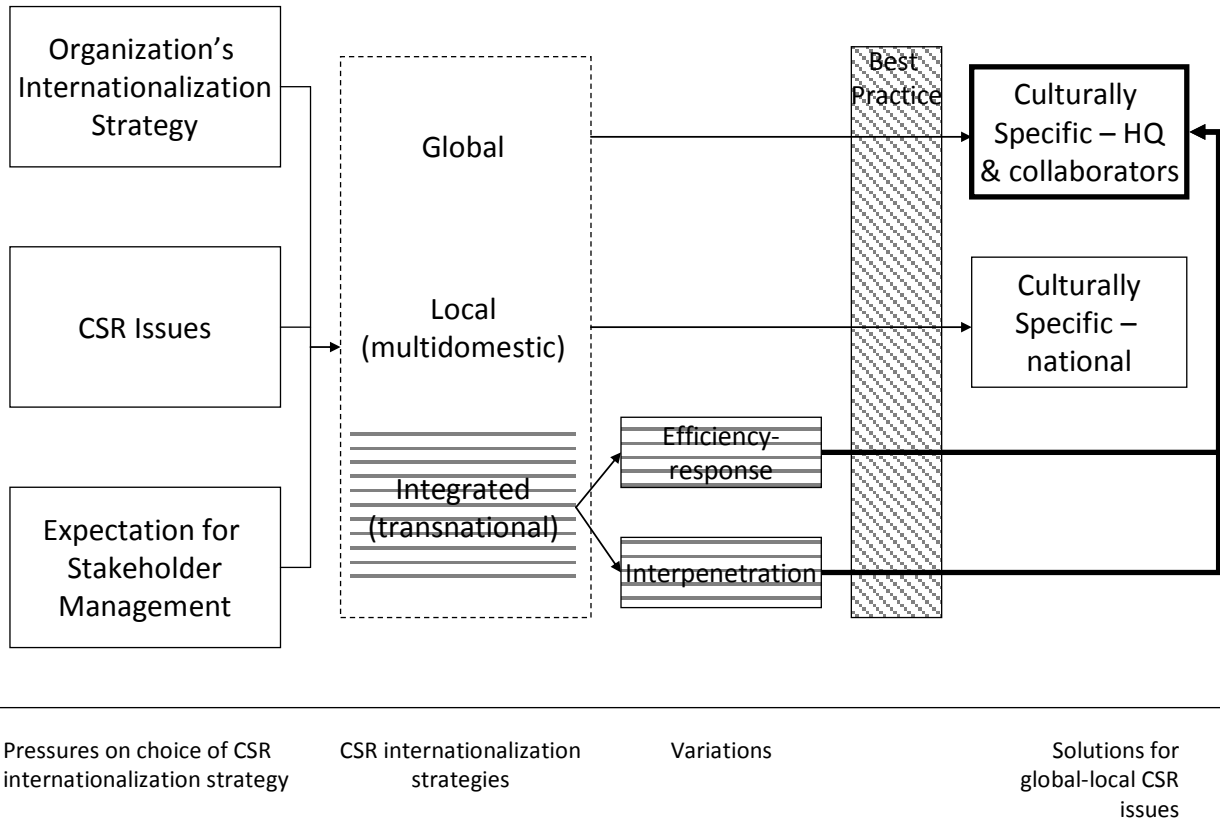 Organization’s
Internationalization
Strategy
CSR Issues
Expectation for
Stakeholder
Management
Global
Local
(multidomestic)
Integrated
(transnational)
Efficiency-
response
Interpenetration
Best
Practice
Culturally
Specific – HQ
& collaborators
Culturally
Specific –
national
Pressures on choice of CSR
internationalization strategy
CSR internationalization
strategies
Variations
Solutions for
global-local CSR
issues